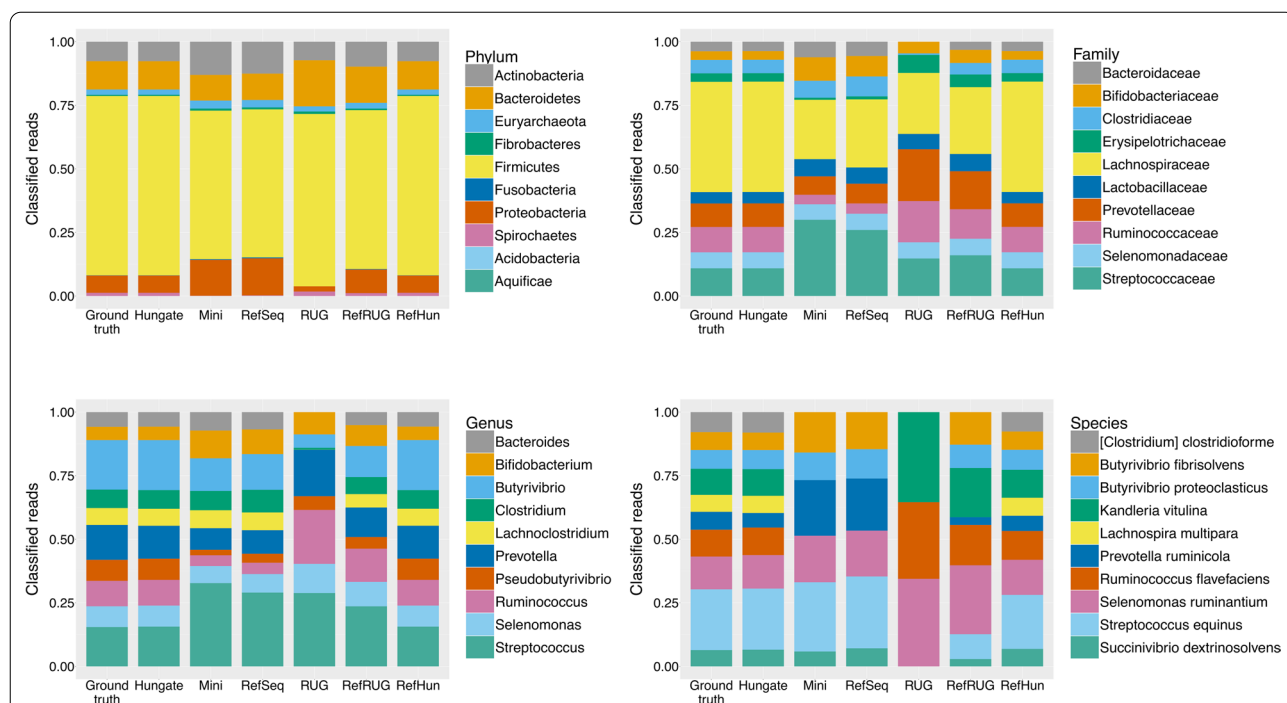 1.00
0.75
0.50
0.25
0.00
Classified reads
Ground truth
Hungate
Mini
RefSeq
RUG
RefRUG
RefHun
Phylum
Actinobacteria
Bacteroidetes
Euryarchaeota
Fibrobacteres
Firmicutes
Fusobacteria
Proteobacteria
Spirochaetes
Acidobacteria
Aquificae
1.00
0.75
0.50
0.25
0.00
Classified reads
Ground truth
Hungate
Mini
RefSeq
RUG
RefRUG
RefHun
Family
Bacteroidaceae
Bifidobacteriaceae
Clostridiaceae
Erysipelotrichaceae
Lachnospiraceae
Lactobacillaceae
Prevotellaceae
Ruminococcaceae
Selenomonadaceae
Streptococcaceae
1.00
0.75
0.50
0.25
0.00
Classified reads
Ground truth
Hungate
Mini
RefSeq
RUG
RefRUG
RefHun
Genus
Bacteroides
Bifidobacterium
Butyrivibrio
Clostridium
Lachnoclostridium
Prevotella
Pseudobutyrivibrio
Ruminococcus
Selenomonas
Streptococcus
1.00
0.75
0.50
0.25
0.00
Classified reads
Ground truth
Hungate
Mini
RefSeq
RUG
RefRUG
RefHun
Species
[Clostridium] clostridioforme
Butyrivibrio fibrisolvens
Butyrivibrio proteoclasticus
Kandleria vitulina
Lachnospira multipara
Prevotella ruminicola
Ruminococcus flavefaciens
Selenomonas ruminantium
Streptococcus equinus
Succinivibrio dextrinosolvens